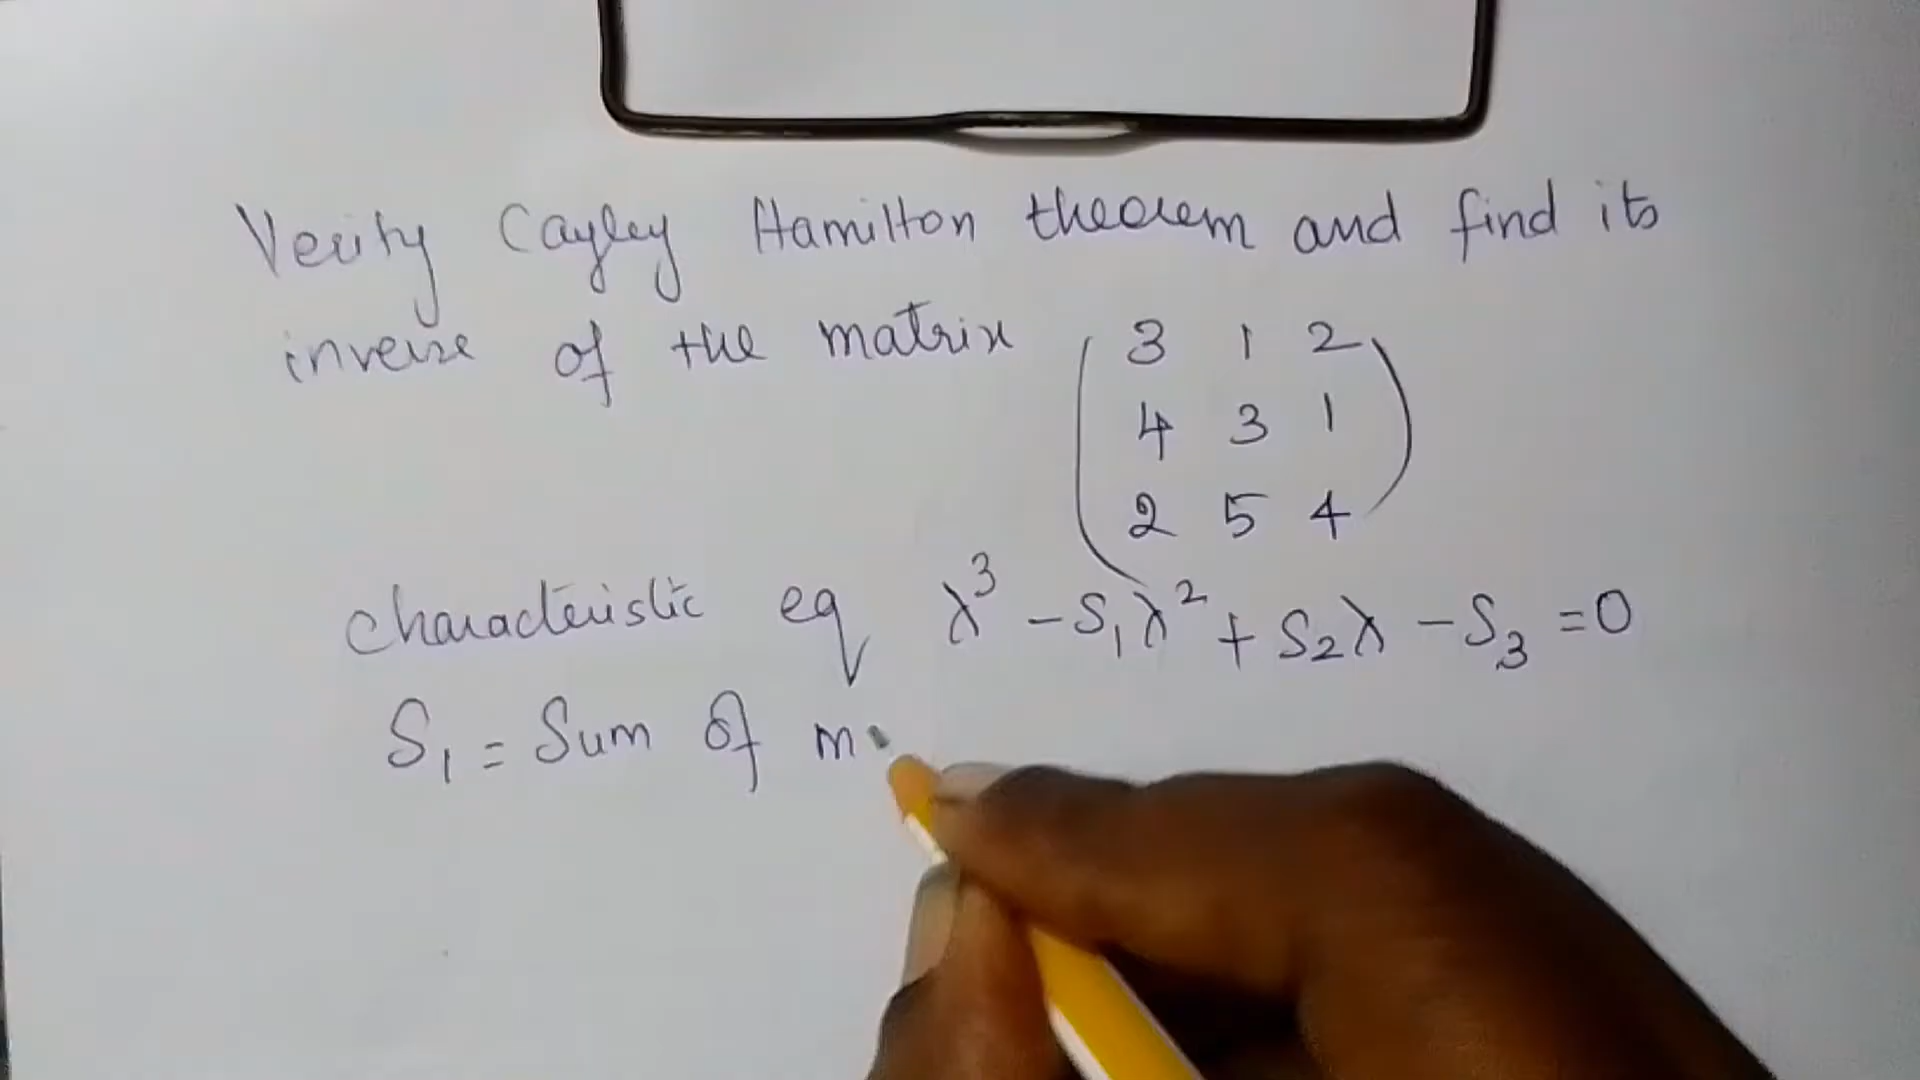 Verify Cayley Hamilton theorem and find its
inverse of the matrix
3 1 2
4 3 1
2 5 4
characteristic eq λ³ - S₁λ² + S₂λ - S₃ = 0
S₁ = Sum of m